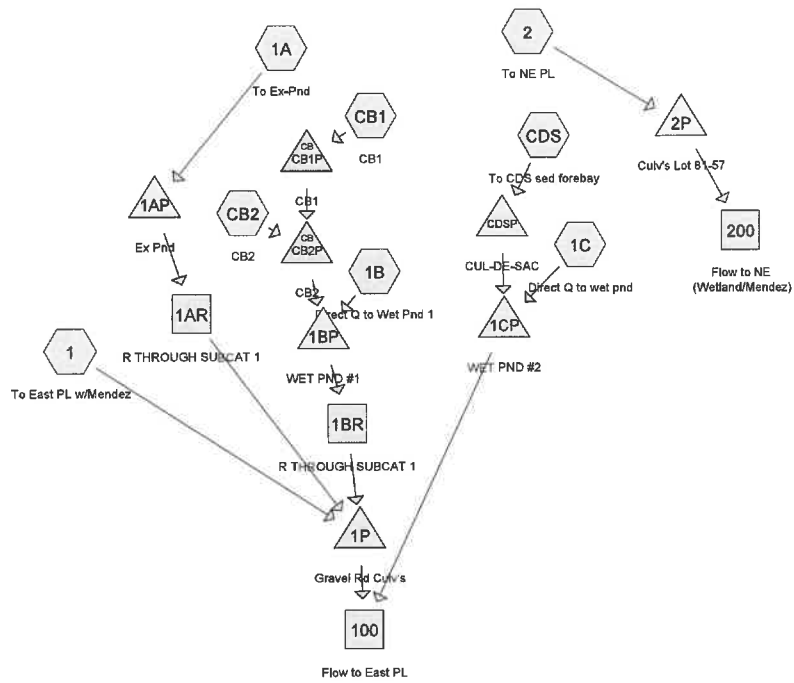 1A
To Ex-Pnd
2
To NE PL
CB1
CB1
CB
CB1P
CB1
CDS
To CDS sed forebay
2P
Culv's Lot 81-57
1AP
Ex Pnd
CB2
CB2
CB
CB2P
CB2
CDSP
CUL-DE-SAC
1C
Direct Q to wet pnd
200
Flow to NE
(Wetland/Mendez)
1B
Direct Q to Wet Pnd 1
1AR
R THROUGH SUBCAT 1
1BP
WET PND #1
1CP
WET PND #2
1
To East PL w/Mendez
1BR
R THROUGH SUBCAT 1
1P
Gravel Rd Culv's
100
Flow to East PL